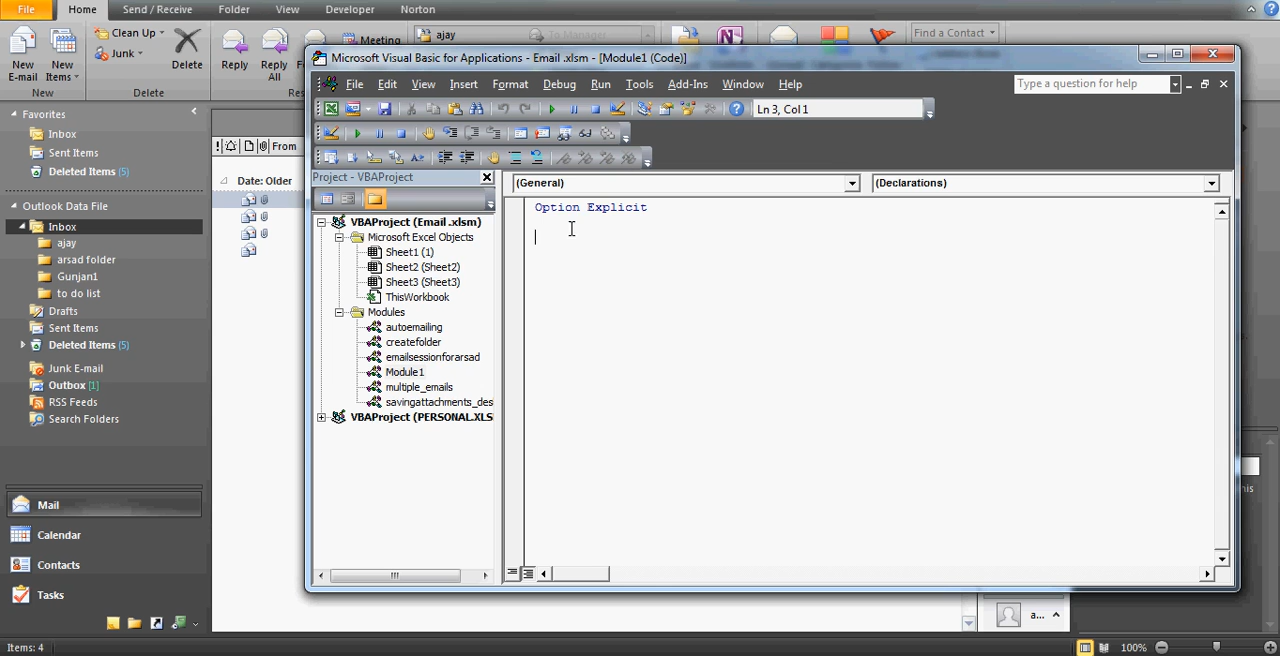 File Home Send / Receive Folder View Developer Norton
New E-mail
New Items
Clean Up
Junk
Delete
Reply
Reply All
Meeting
ajay
To Manager
Find a Contact
New Delete
Favorites
Inbox
Sent Items
Deleted Items (5)
Outlook Data File
Inbox
ajay
arsad folder
Gunjan1
to do list
Drafts
Sent Items
Deleted Items (5)
Junk E-mail
Outbox [1]
RSS Feeds
Search Folders
Mail
Calendar
Contacts
Tasks
From
Date: Older
Microsoft Visual Basic for Applications - Email .xlsm - [Module1 (Code)]
File Edit View Insert Format Debug Run Tools Add-Ins Window Help
Type a question for help
Ln 3, Col 1
Project - VBAProject
VBAProject (Email .xlsm)
Microsoft Excel Objects
Sheet1 (1)
Sheet2 (Sheet2)
Sheet3 (Sheet3)
ThisWorkbook
Modules
autoemailing
createfolder
emailsessionforarsad
Module1
multiple_emails
savingattachments_des
VBAProject (PERSONAL.XLS
(General)
(Declarations)
Option Explicit
his
a...
Items: 4
100%